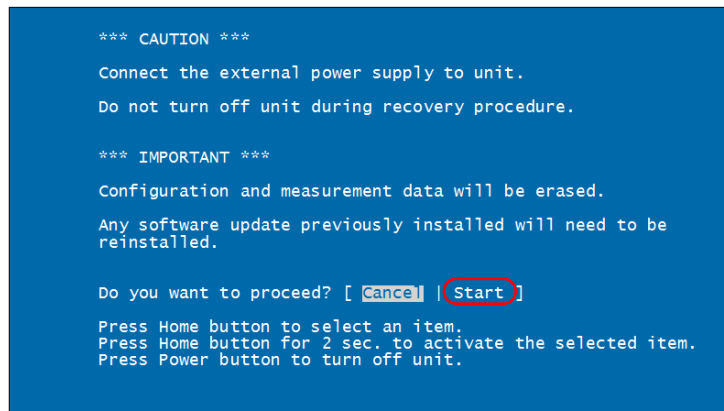 *** CAUTION ***
Connect the external power supply to unit.
Do not turn off unit during recovery procedure.
*** IMPORTANT ***
Configuration and measurement data will be erased.
Any software update previously installed will need to be
reinstalled.
Do you want to proceed? [ Cancel | Start ]
Press Home button to select an item.
Press Home button for 2 sec. to activate the selected item.
Press Power button to turn off unit.